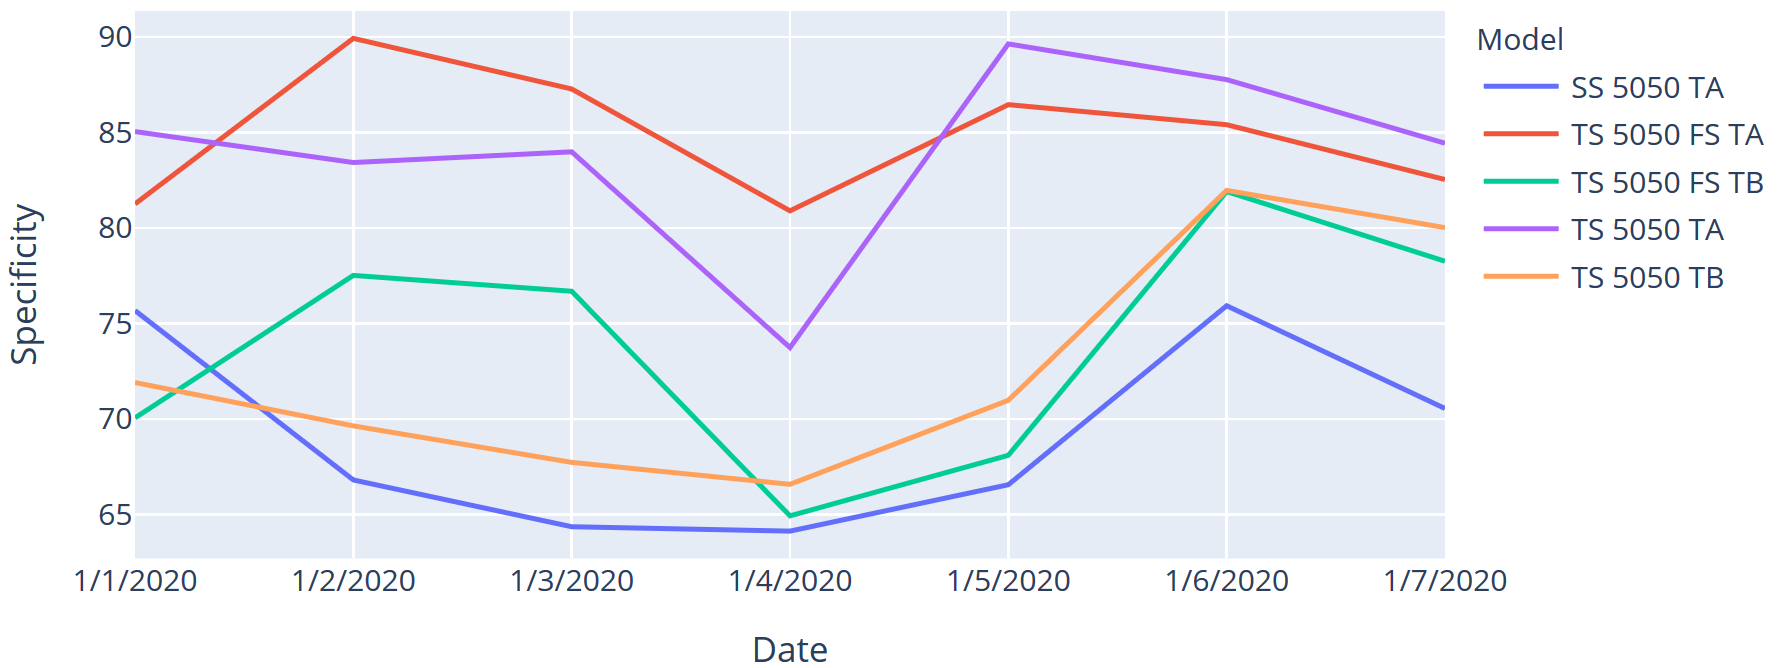 Specificity
90
85
80
75
70
65
1/1/2020 1/2/2020 1/3/2020 1/4/2020 1/5/2020 1/6/2020 1/7/2020
Date
Model
SS 5050 TA
TS 5050 FS TA
TS 5050 FS TB
TS 5050 TA
TS 5050 TB